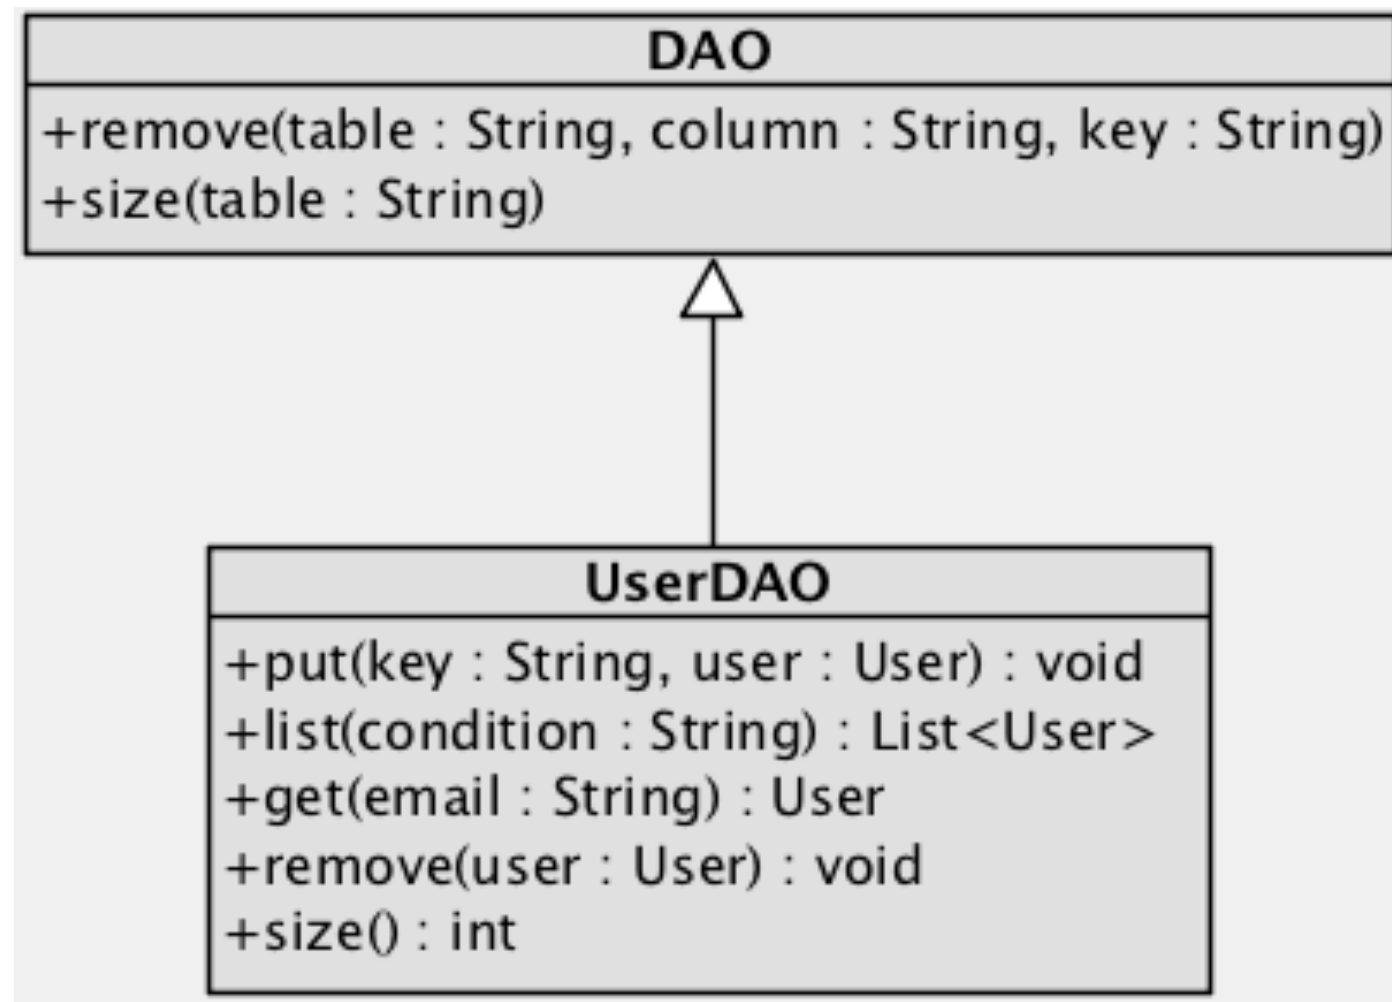 DAO
+remove(table : String, column : String, key : String)
+size(table : String)
UserDAO
+put(key : String, user : User) : void
+list(condition : String) : List<User>
+get(email : String) : User
+remove(user : User) : void
+size() : int